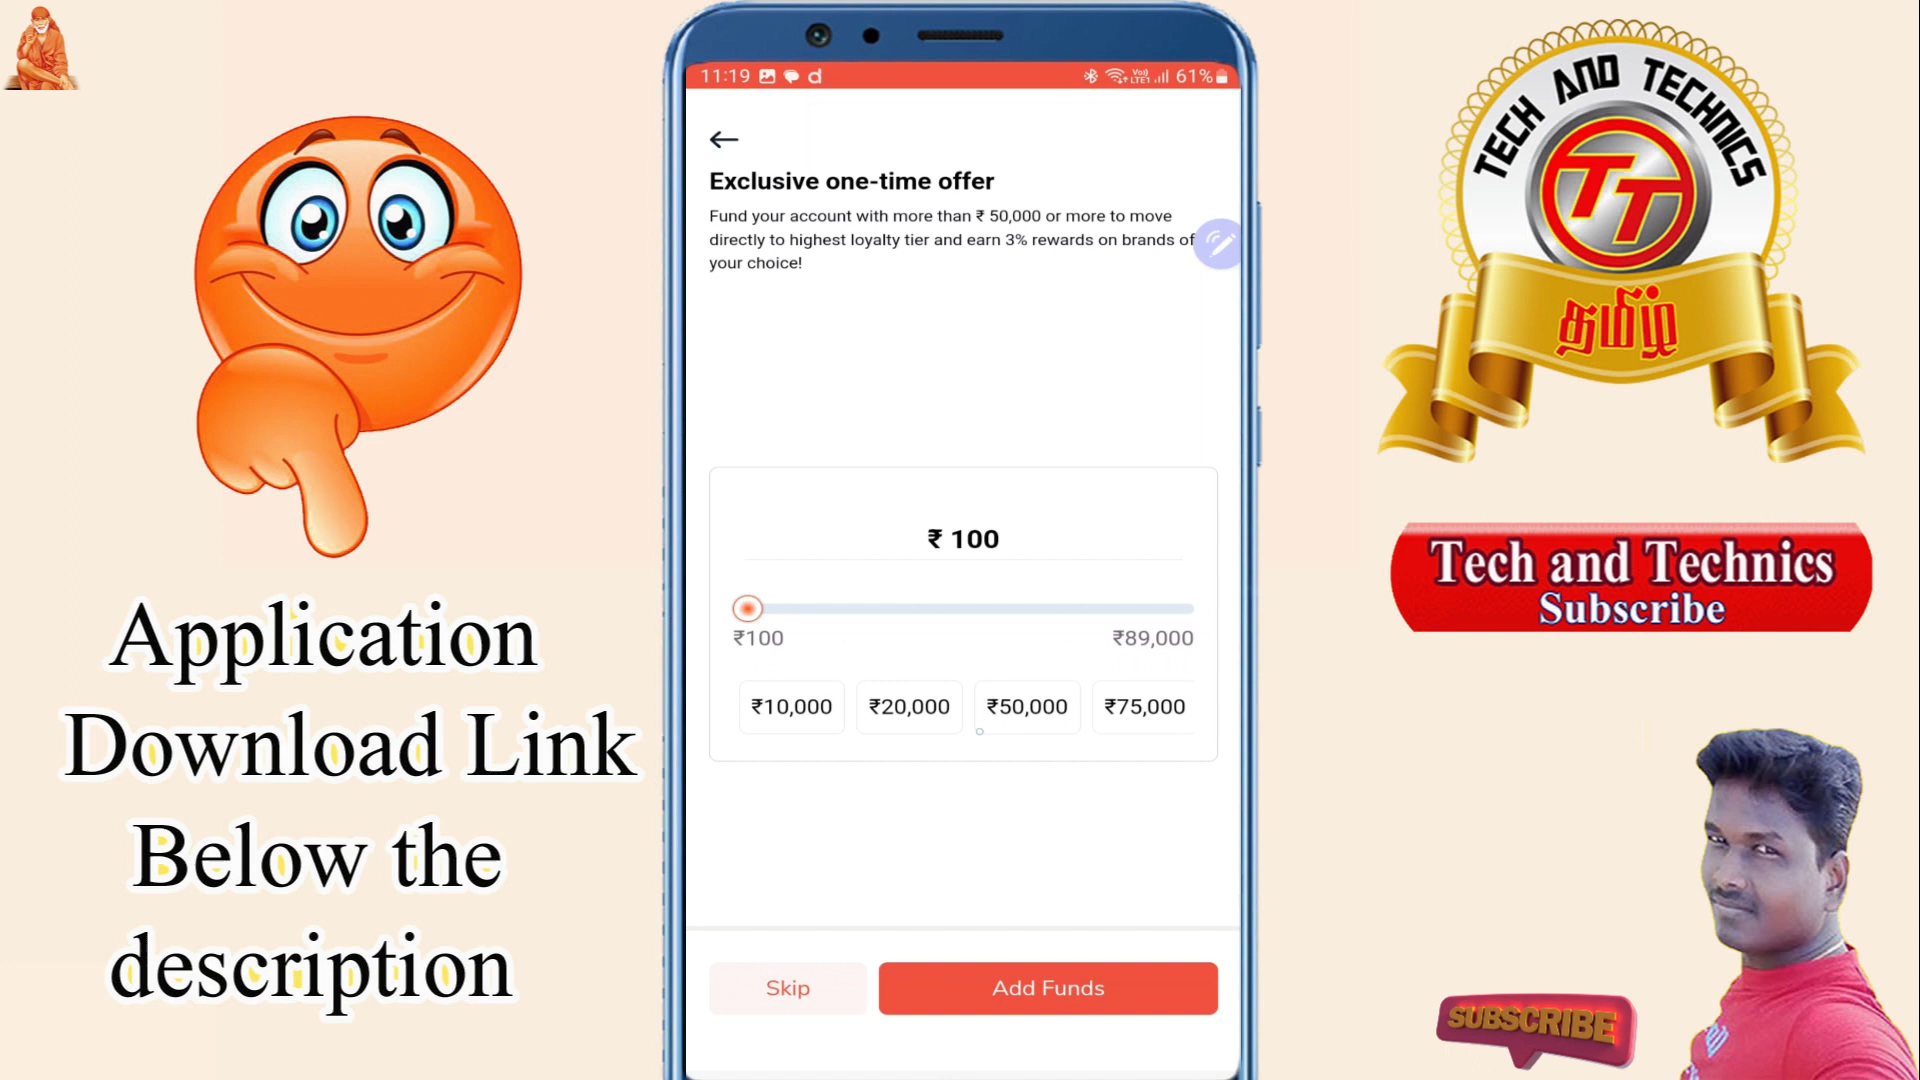 11:19
61%
Exclusive one-time offer
Fund your account with more than ₹ 50,000 or more to move
directly to highest loyalty tier and earn 3% rewards on brands of
your choice!
₹ 100
₹100
₹89,000
₹10,000
₹20,000
₹50,000
₹75,000
Skip
Add Funds
Application
Download Link
Below the
description
TECH AND TECHNICS
TT
தமிழ்
Tech and Technics
Subscribe
SUBSCRIBE